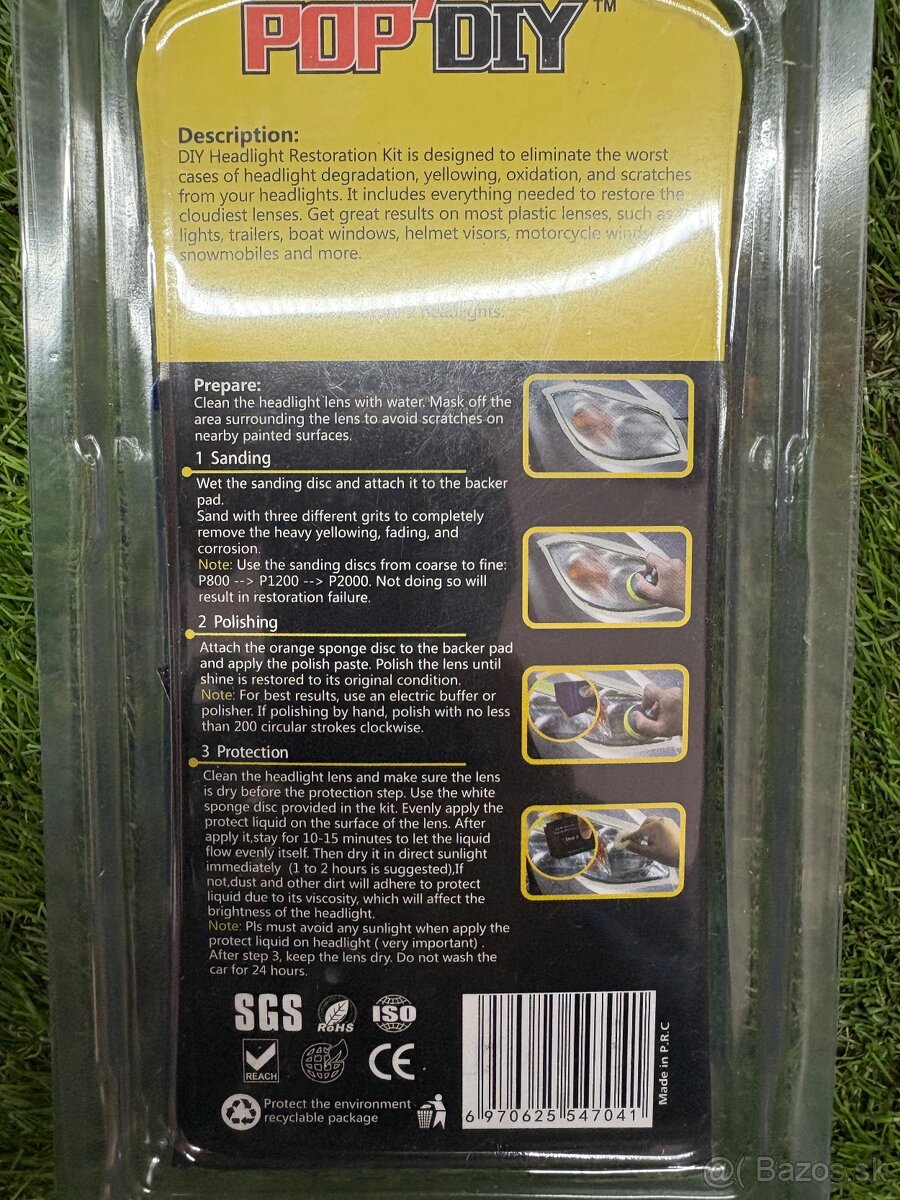 POP'DIY™
Description:
DIY Headlight Restoration Kit is designed to eliminate the worst
cases of headlight degradation, yellowing, oxidation, and scratches
from your headlights. It includes everything needed to restore the
cloudiest lenses. Get great results on most plastic lenses, such as
lights, trailers, boat windows, helmet visors, motorcycle
snowmobiles and more.
headlights.
Prepare:
Clean the headlight lens with water. Mask off the
area surrounding the lens to avoid scratches on
nearby painted surfaces.
1 Sanding
Wet the sanding disc and attach it to the backer
pad.
Sand with three different grits to completely
remove the heavy yellowing, fading, and
corrosion.
Note: Use the sanding discs from coarse to fine:
P800 --> P1200 --> P2000. Not doing so will
result in restoration failure.
2 Polishing
Attach the orange sponge disc to the backer pad
and apply the polish paste. Polish the lens until
shine is restored to its original condition.
Note: For best results, use an electric buffer or
polisher. If polishing by hand, polish with no less
than 200 circular strokes clockwise.
3 Protection
Clean the headlight lens and make sure the lens
is dry before the protection step. Use the white
sponge disc provided in the kit. Evenly apply the
protect liquid on the surface of the lens. After
apply it,stay for 10-15 minutes to let the liquid
flow evenly itself. Then dry it in direct sunlight
immediately (1 to 2 hours is suggested),If
not,dust and other dirt will adhere to protect
liquid due to its viscosity, which will affect the
brightness of the headlight.
Note: Pls must avoid any sunlight when apply the
protect liquid on headlight ( very important) .
After step 3, keep the lens dry. Do not wash the
car for 24 hours.
SGS RoHS ISO
REACH CE
Protect the environment
recyclable package
6 970625 547041
Made in P.R.C
@( Bazos.sk